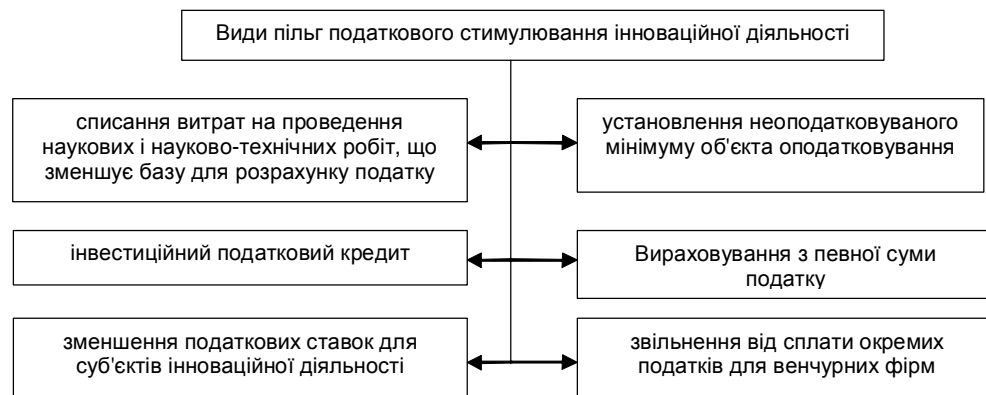 Види пільг податкового стимулювання інноваційної діяльності
списання витрат на проведення
наукових і науково-технічних робіт, що
зменшує базу для розрахунку податку
установлення неоподатковуваного
мінімуму об'єкта оподатковування
інвестиційний податковий кредит
Вираховування з певної суми
податку
зменшення податкових ставок для
суб'єктів інноваційної діяльності
звільнення від сплати окремих
податків для венчурних фірм